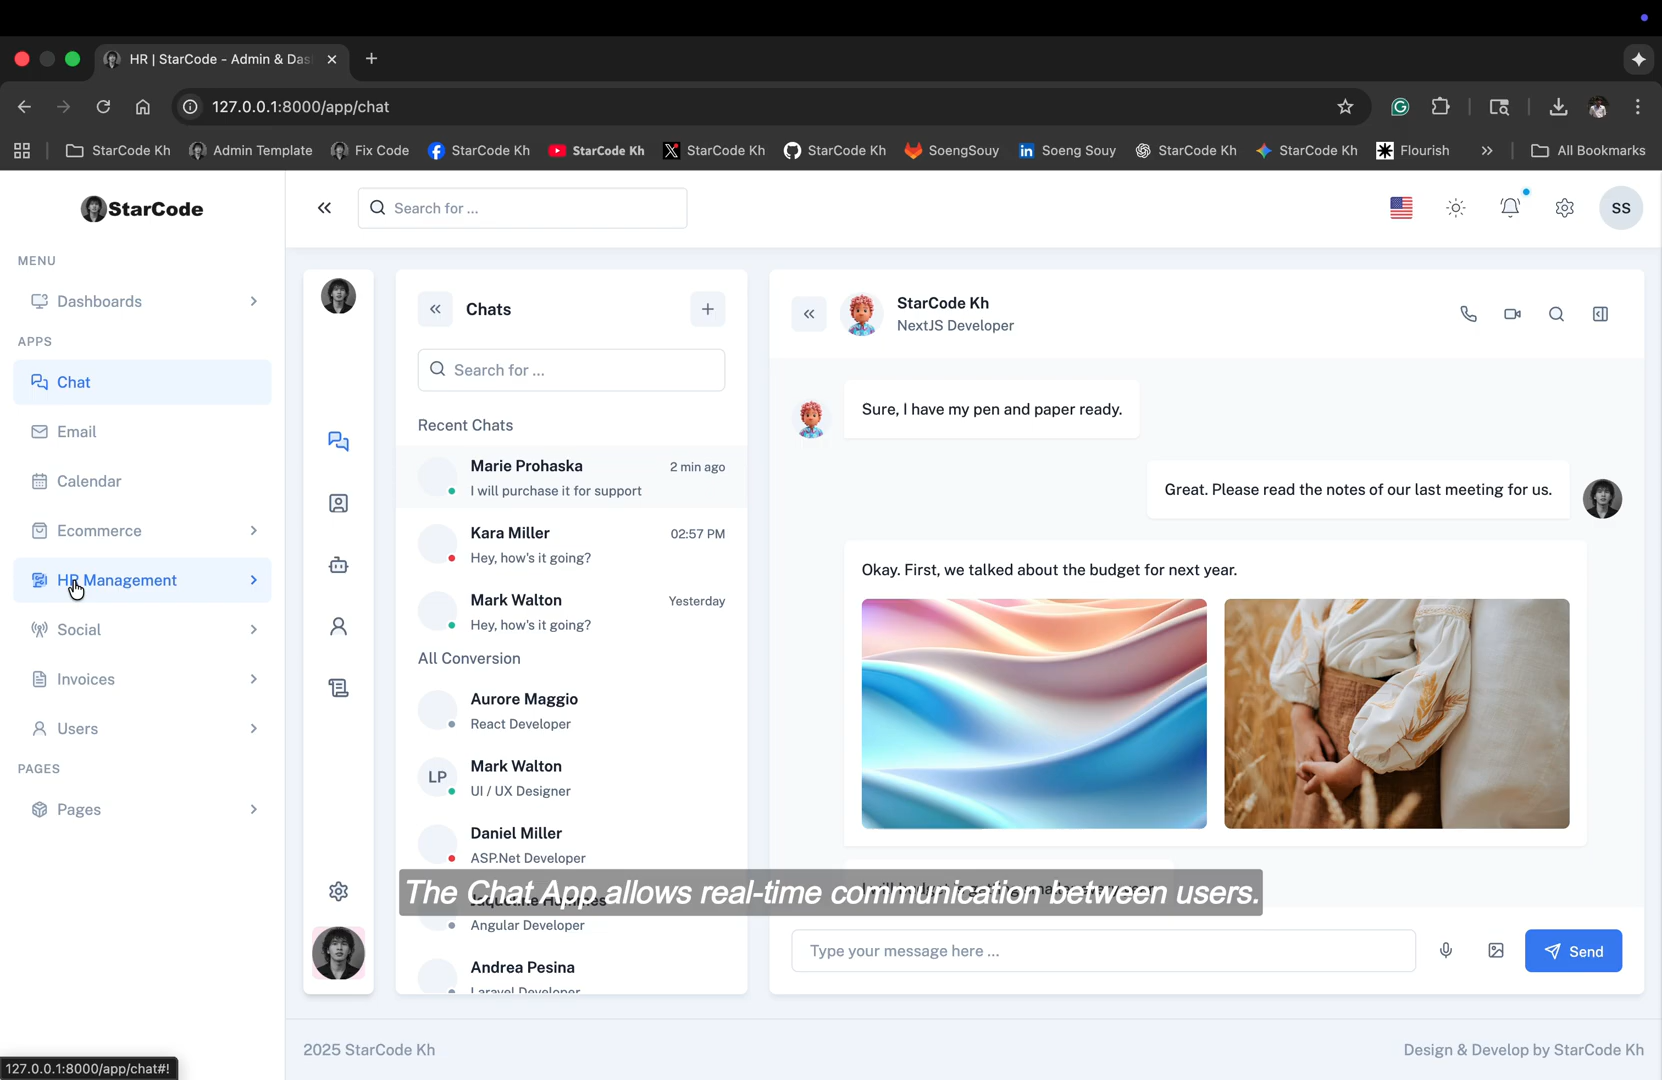 HR | StarCode - Admin & Das
127.0.0.1:8000/app/chat
StarCode Kh
Admin Template
Fix Code
StarCode Kh
StarCode Kh
StarCode Kh
StarCode Kh
SoengSouy
Soeng Souy
StarCode Kh
StarCode Kh
Flourish
All Bookmarks
StarCode
Search for ...
SS
MENU
Dashboards
APPS
Chat
Email
Calendar
Ecommerce
HR Management
Social
Invoices
Users
PAGES
Pages
Chats
Search for ...
Recent Chats
Marie Prohaska
2 min ago
I will purchase it for support
Kara Miller
02:57 PM
Hey, how's it going?
Mark Walton
Yesterday
Hey, how's it going?
All Conversion
Aurore Maggio
React Developer
LP
Mark Walton
UI / UX Designer
Daniel Miller
ASP.Net Developer
Angular Developer
Andrea Pesina
Laravel Developer
StarCode Kh
NextJS Developer
Sure, I have my pen and paper ready.
Great. Please read the notes of our last meeting for us.
Okay. First, we talked about the budget for next year.
The Chat App allows real-time communication between users.
Type your message here ...
Send
2025 StarCode Kh
Design & Develop by StarCode Kh
127.0.0.1:8000/app/chat#!